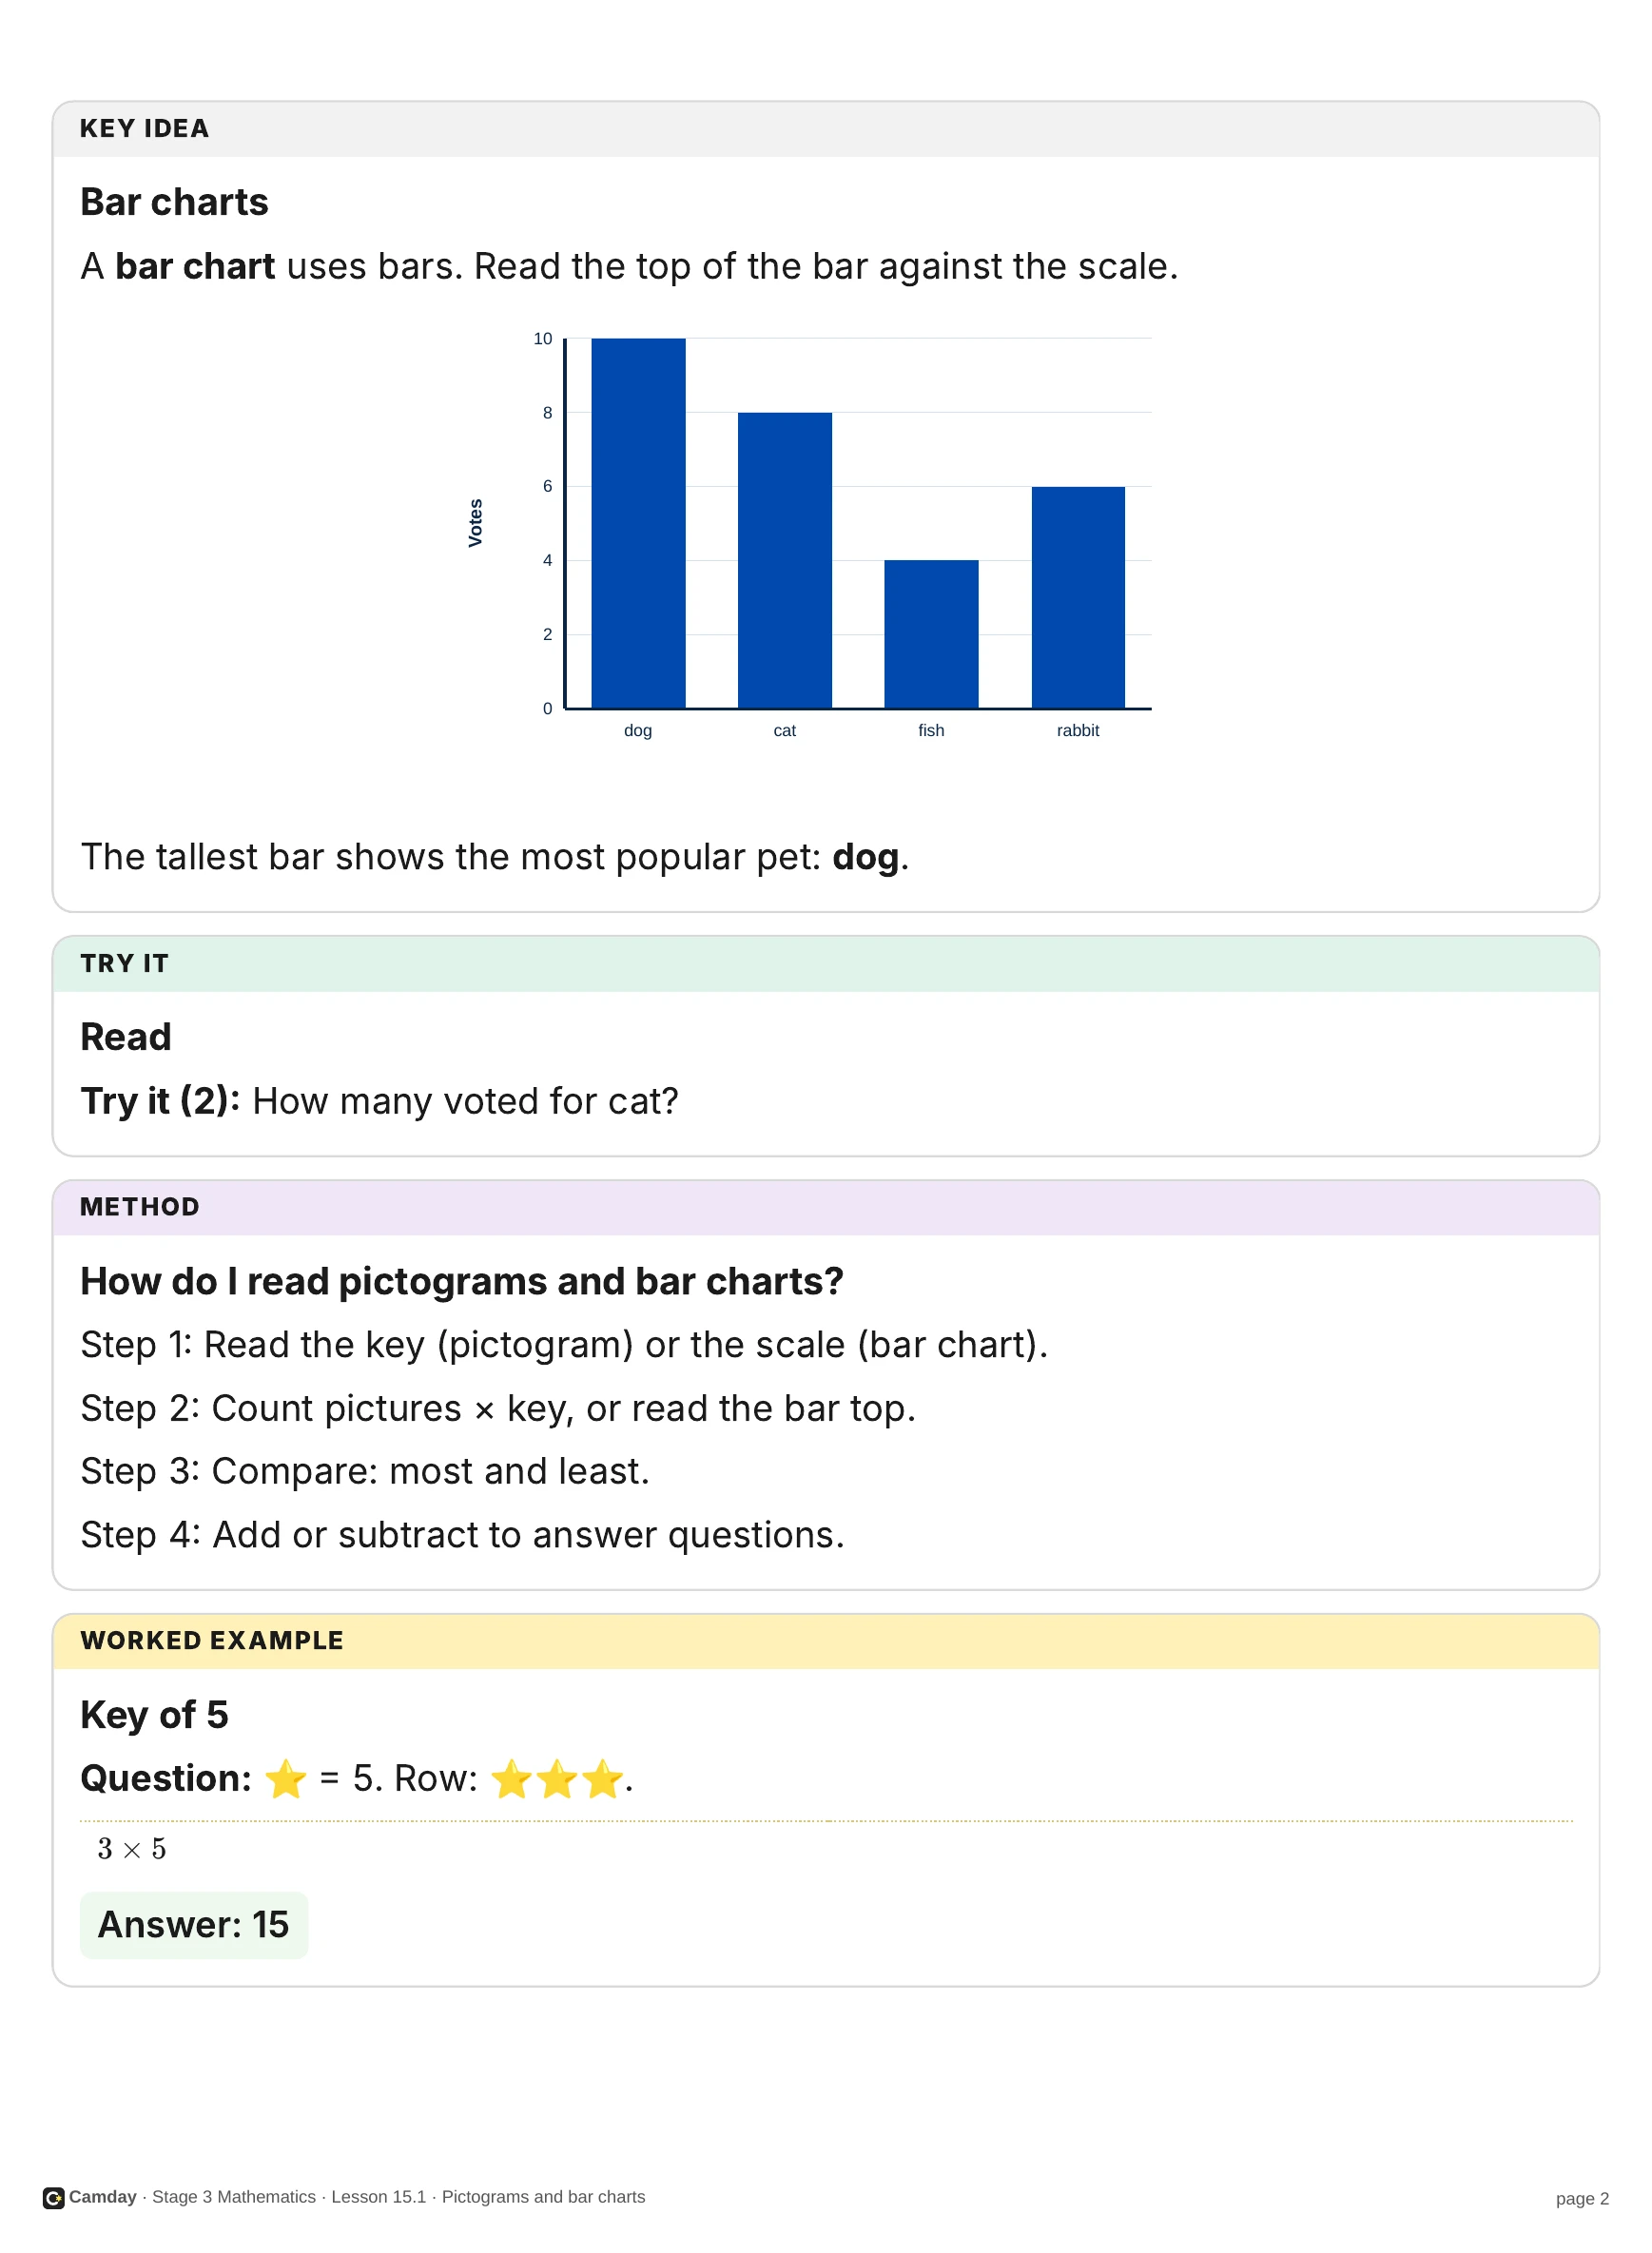 KEY IDEA
Bar charts
A bar chart uses bars. Read the top of the bar against the scale.
10
8
6
4
2
0
Votes
dog cat fish rabbit
The tallest bar shows the most popular pet: dog.
TRY IT
Read
Try it (2): How many voted for cat?
METHOD
How do I read pictograms and bar charts?
Step 1: Read the key (pictogram) or the scale (bar chart).
Step 2: Count pictures × key, or read the bar top.
Step 3: Compare: most and least.
Step 4: Add or subtract to answer questions.
WORKED EXAMPLE
Key of 5
Question: ⭐ = 5. Row: ⭐⭐⭐.
3 × 5
Answer: 15
Camday · Stage 3 Mathematics · Lesson 15.1 · Pictograms and bar charts
page 2